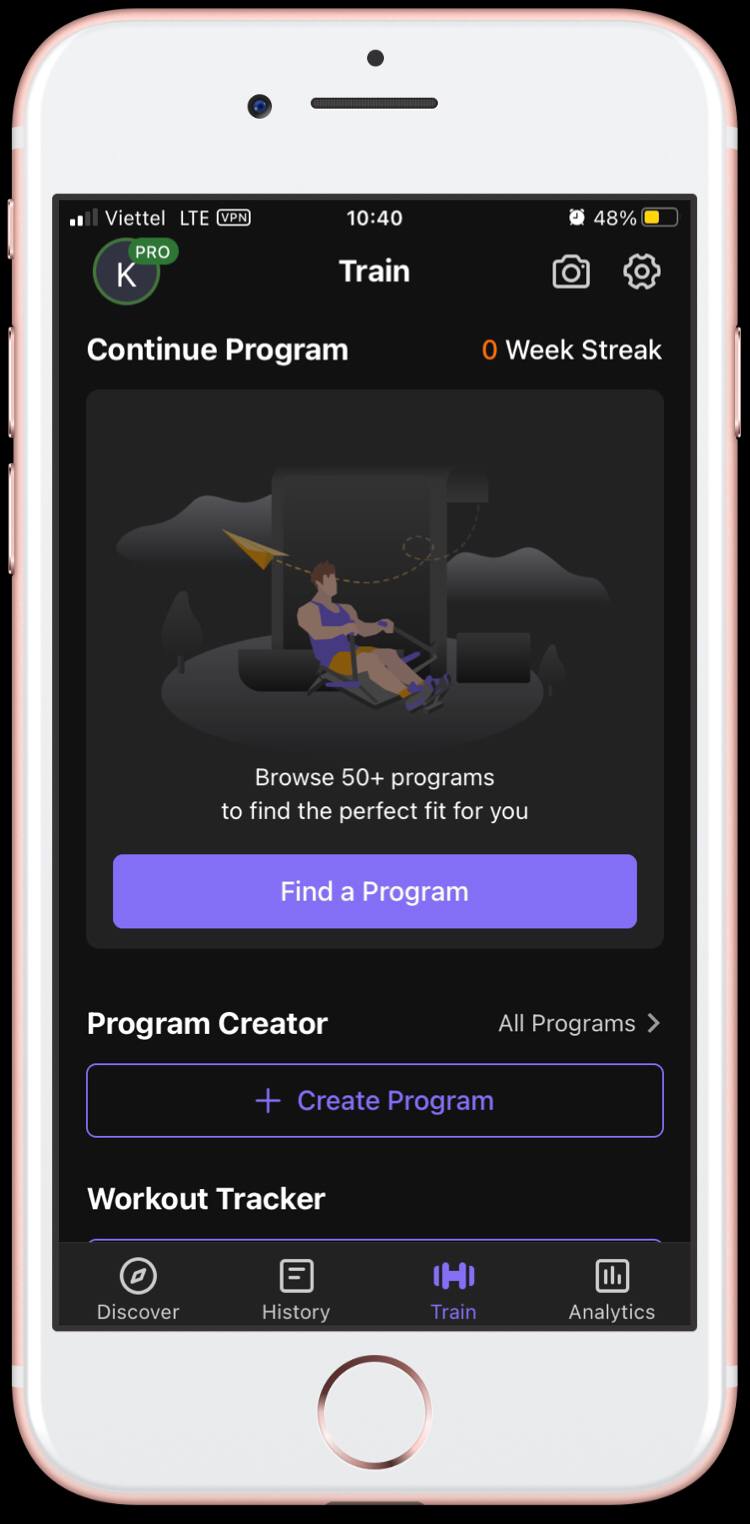 Viettel LTE VPN 10:40 48%
K PRO Train
Continue Program 0 Week Streak
Browse 50+ programs
to find the perfect fit for you
Find a Program
Program Creator All Programs
+ Create Program
Workout Tracker
Discover History Train Analytics